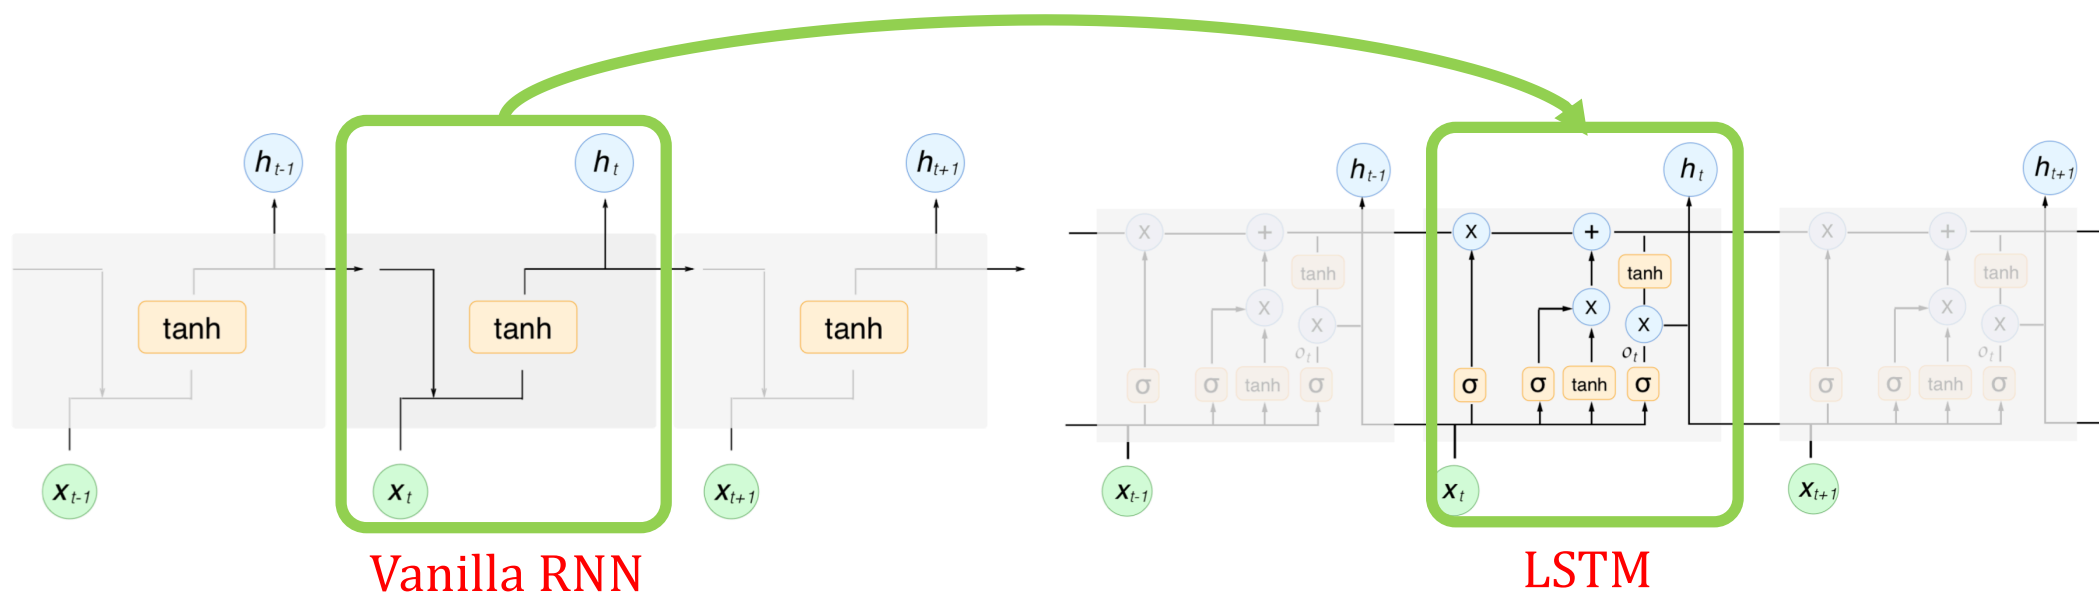 h t-1
h t
h t+1
tanh
tanh
tanh
x t-1
x t
x t+1
Vanilla RNN
h t-1
h t
h t+1
x
+
tanh
x
x
o t
σ
σ
tanh
σ
x
+
tanh
x
x
o t
σ
σ
tanh
σ
x
+
tanh
x
x
o t
σ
σ
tanh
σ
x t-1
x t
x t+1
LSTM